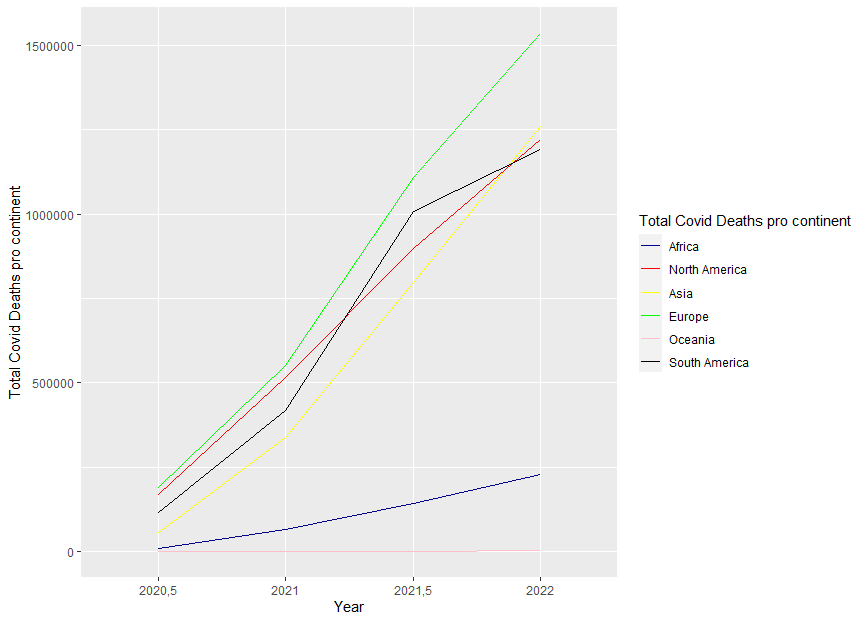 1500000
1000000
500000
0
Total Covid Deaths pro continent
2020,5
2021
2021,5
2022
Year
Total Covid Deaths pro continent
Africa
North America
Asia
Europe
Oceania
South America